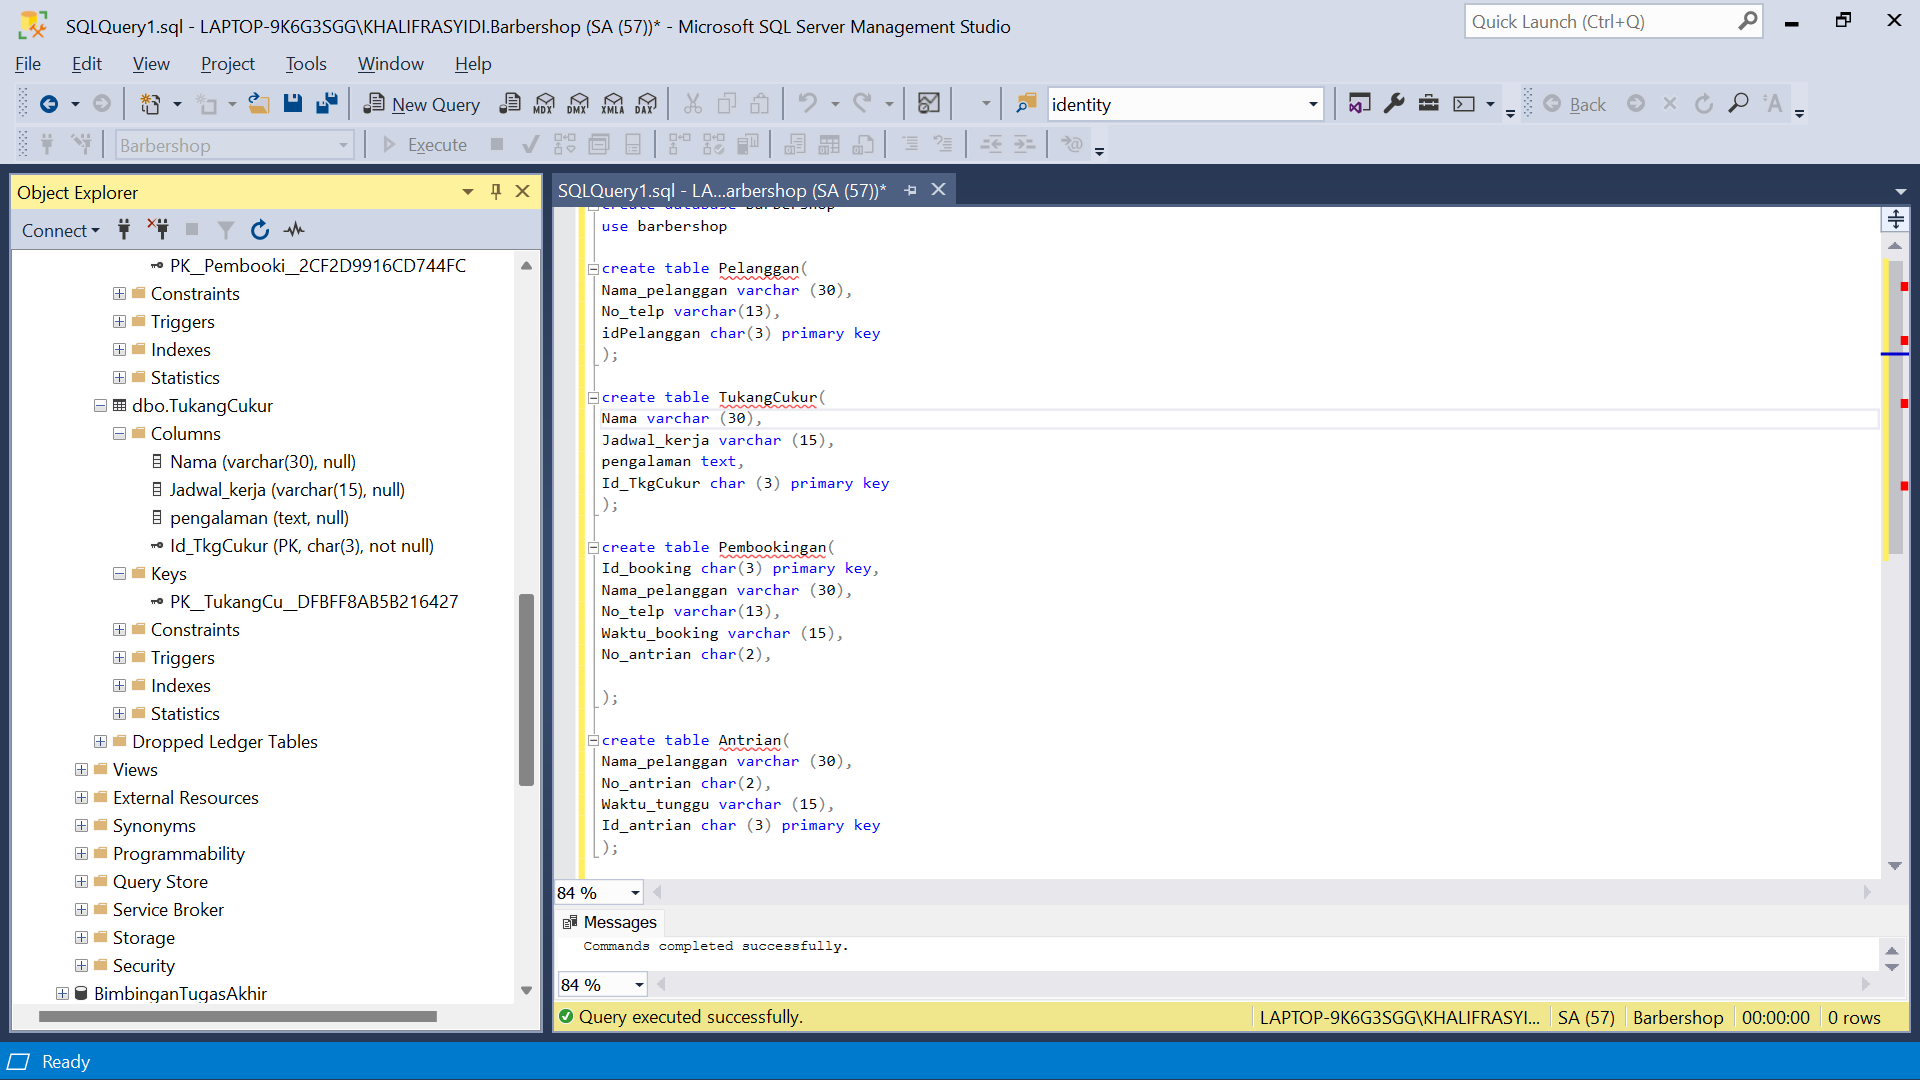 SQLQuery1.sql - LAPTOP-9K6G3SGG\KHALIFRASYIDI.Barbershop (SA (57))* - Microsoft SQL Server Management Studio
Quick Launch (Ctrl+Q)
File Edit View Project Tools Window Help
New Query MDX DMX XMLA DAX identity Back
Barbershop Execute
Object Explorer
Connect
PK__Pembooki__2CF2D9916CD744FC
Constraints
Triggers
Indexes
Statistics
dbo.TukangCukur
Columns
Nama (varchar(30), null)
Jadwal_kerja (varchar(15), null)
pengalaman (text, null)
Id_TkgCukur (PK, char(3), not null)
Keys
PK__TukangCu__DFBFF8AB5B216427
Constraints
Triggers
Indexes
Statistics
Dropped Ledger Tables
Views
External Resources
Synonyms
Programmability
Query Store
Service Broker
Storage
Security
BimbinganTugasAkhir
SQLQuery1.sql - LA...arbershop (SA (57))*
create database barbershop
use barbershop
create table Pelanggan(
Nama_pelanggan varchar (30),
No_telp varchar(13),
idPelanggan char(3) primary key
);
create table TukangCukur(
Nama varchar (30),
Jadwal_kerja varchar (15),
pengalaman text,
Id_TkgCukur char (3) primary key
);
create table Pembookingan(
Id_booking char(3) primary key,
Nama_pelanggan varchar (30),
No_telp varchar(13),
Waktu_booking varchar (15),
No_antrian char(2),
);
create table Antrian(
Nama_pelanggan varchar (30),
No_antrian char(2),
Waktu_tunggu varchar (15),
Id_antrian char (3) primary key
);
84 %
Messages
Commands completed successfully.
84 %
Query executed successfully. LAPTOP-9K6G3SGG\KHALIFRASYI... SA (57) Barbershop 00:00:00 0 rows
Ready